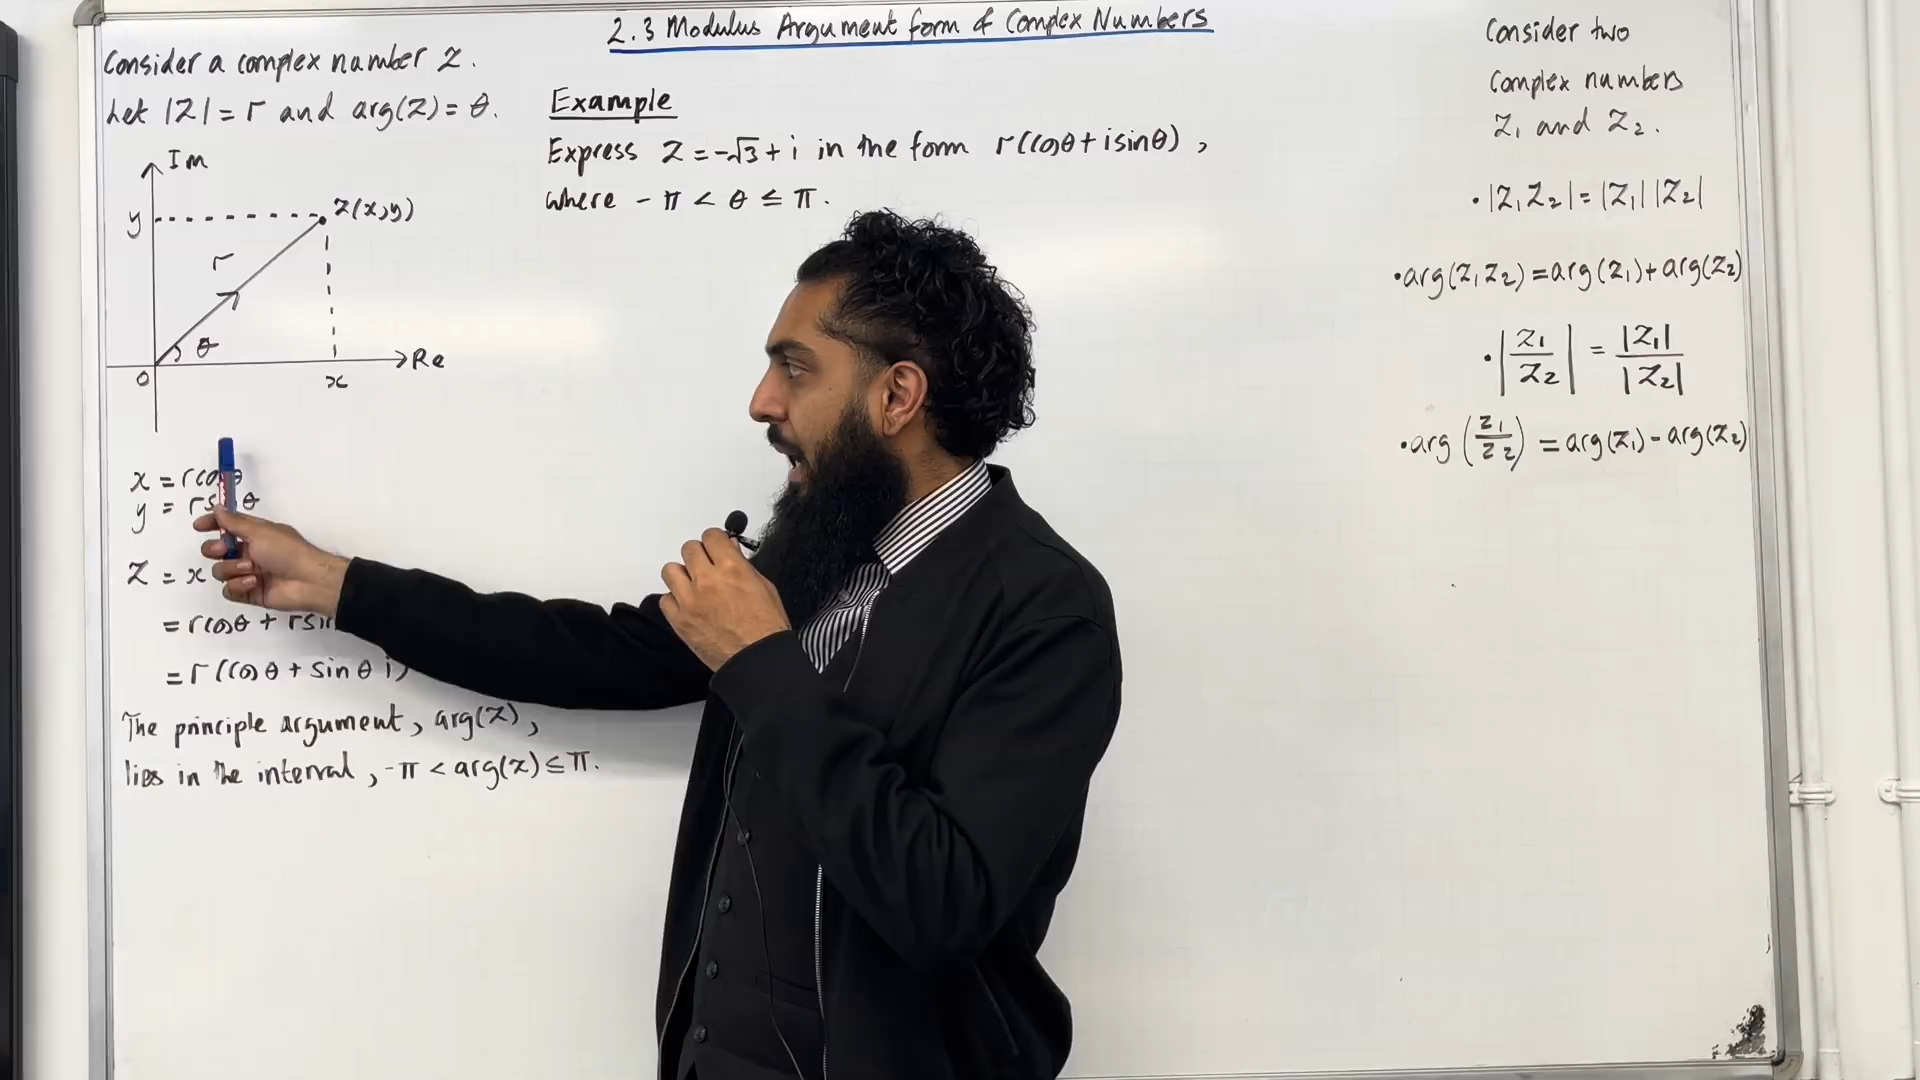 2.3 Modulus Argument form of Complex Numbers
Consider a complex number Z.
Let |Z| = r and arg(Z) = θ.
Im
y
Z(x,y)
r
θ
O
x
Re
x = rcosθ
y = rsinθ
Z = x
= rcosθ + rsin
= r(cosθ + sinθ i)
The principle argument, arg(Z),
lies in the interval, -π < arg(z) ≤ π.
Example
Express Z = -√3 + i in the form r(cosθ + isinθ),
where -π < θ ≤ π.
Consider two
Complex numbers
Z₁ and Z₂.
• |Z₁Z₂| = |Z₁| |Z₂|
• arg(Z₁Z₂) = arg(Z₁) + arg(Z₂)
• |Z₁/Z₂| = |Z₁|/|Z₂|
• arg(Z₁/Z₂) = arg(Z₁) - arg(Z₂)